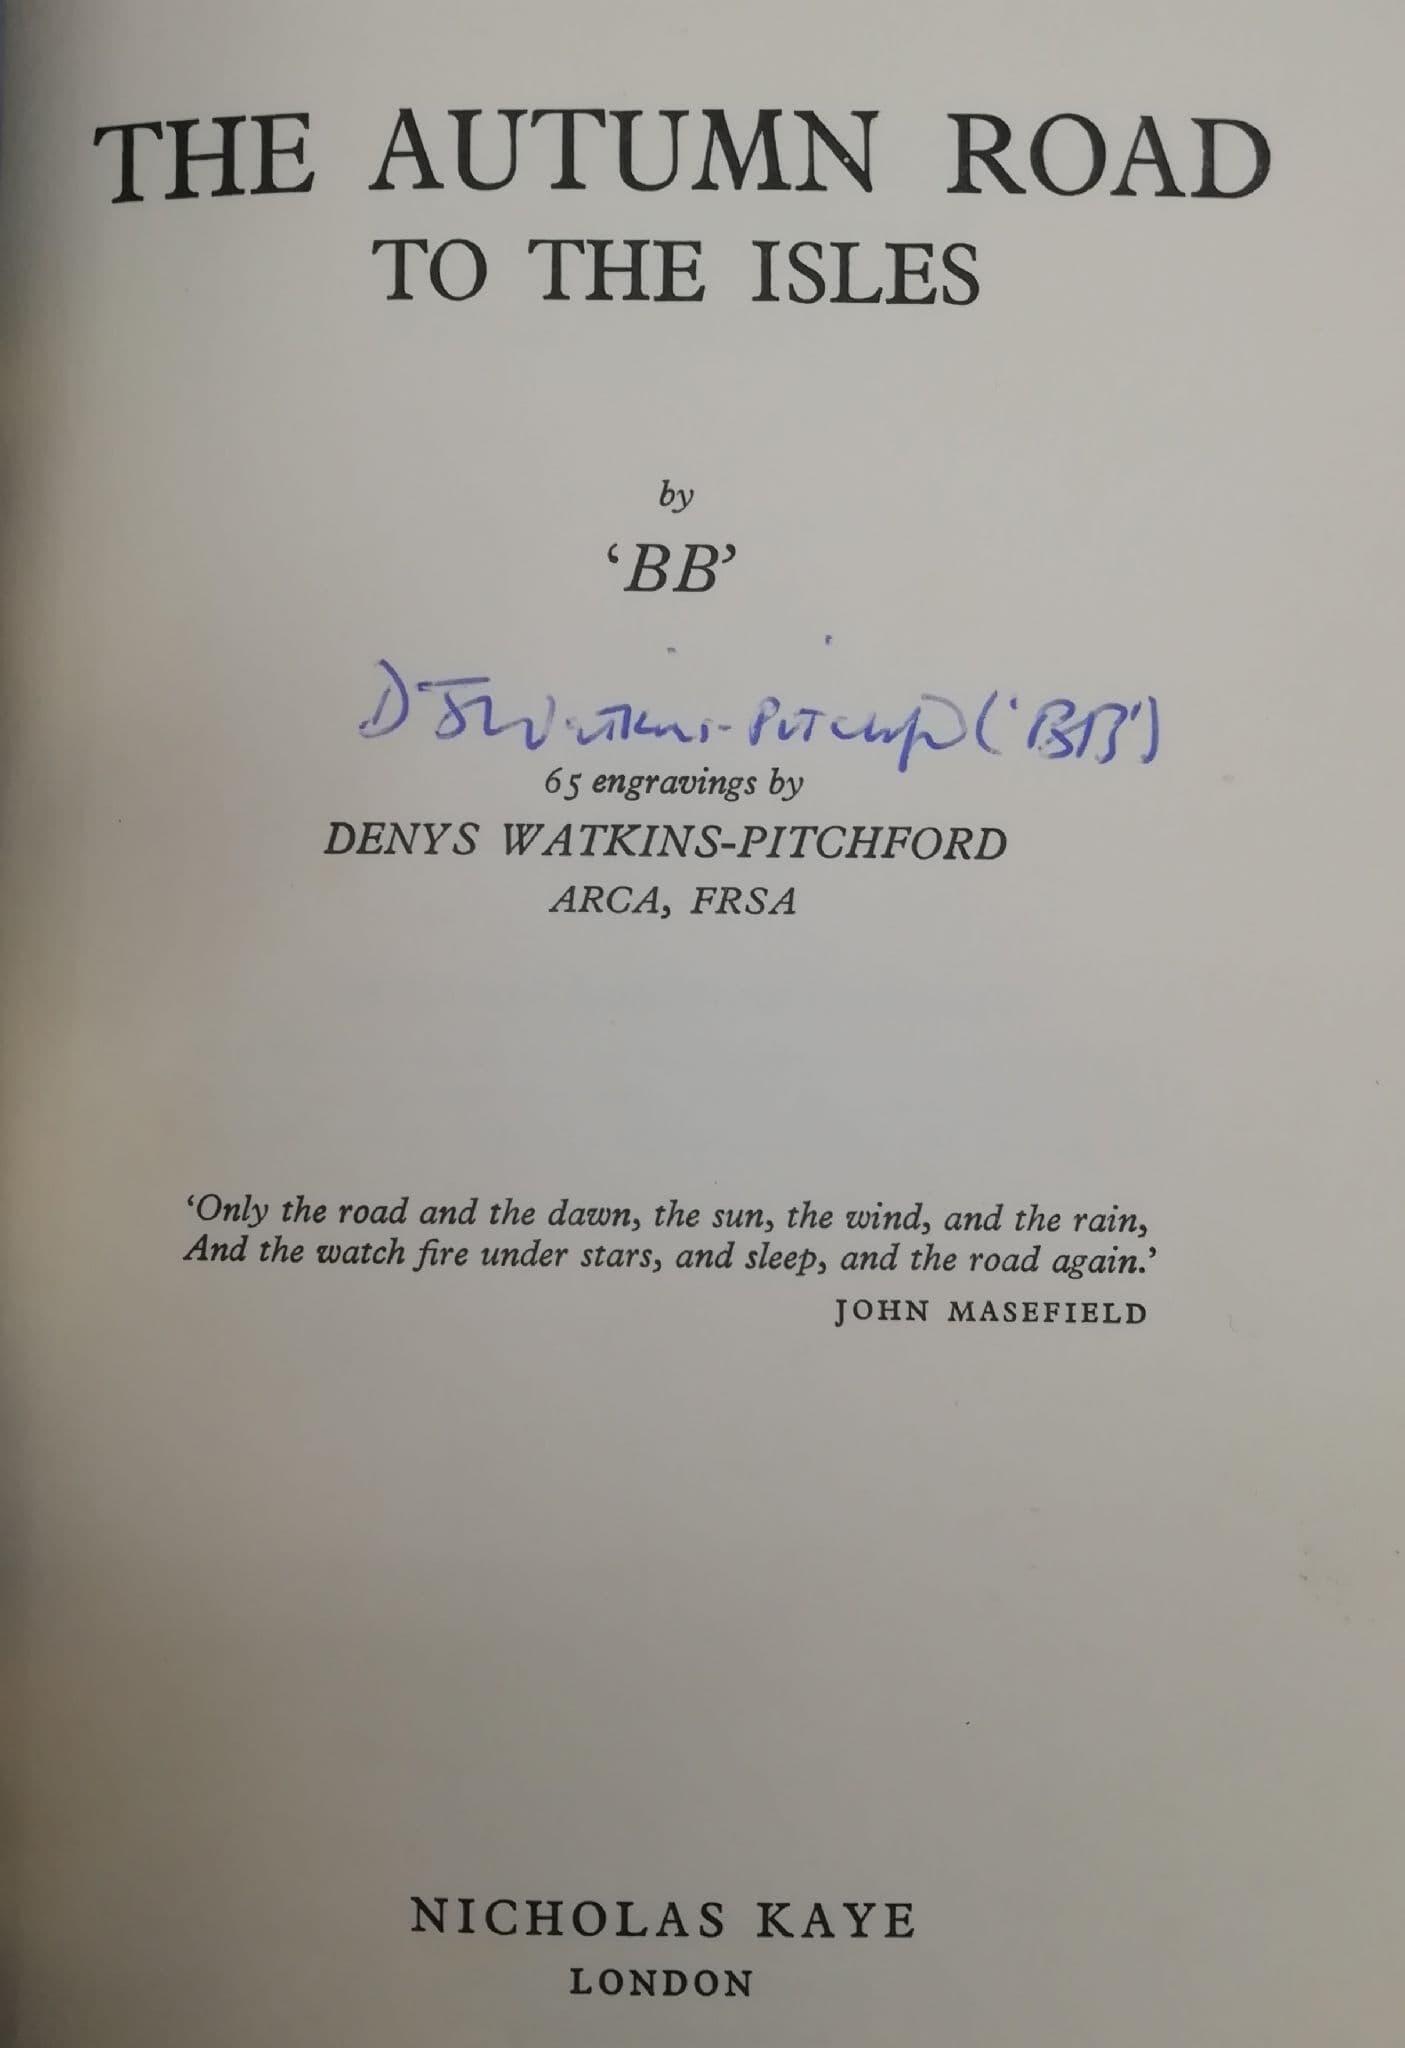 THE AUTUMN ROAD
TO THE ISLES
by
‘BB’
D J Watkins-Pitchford (‘BB’)
65 engravings by
DENYS WATKINS-PITCHFORD
ARCA, FRSA
‘Only the road and the dawn, the sun, the wind, and the rain,
And the watch fire under stars, and sleep, and the road again.’
JOHN MASEFIELD
NICHOLAS KAYE
LONDON